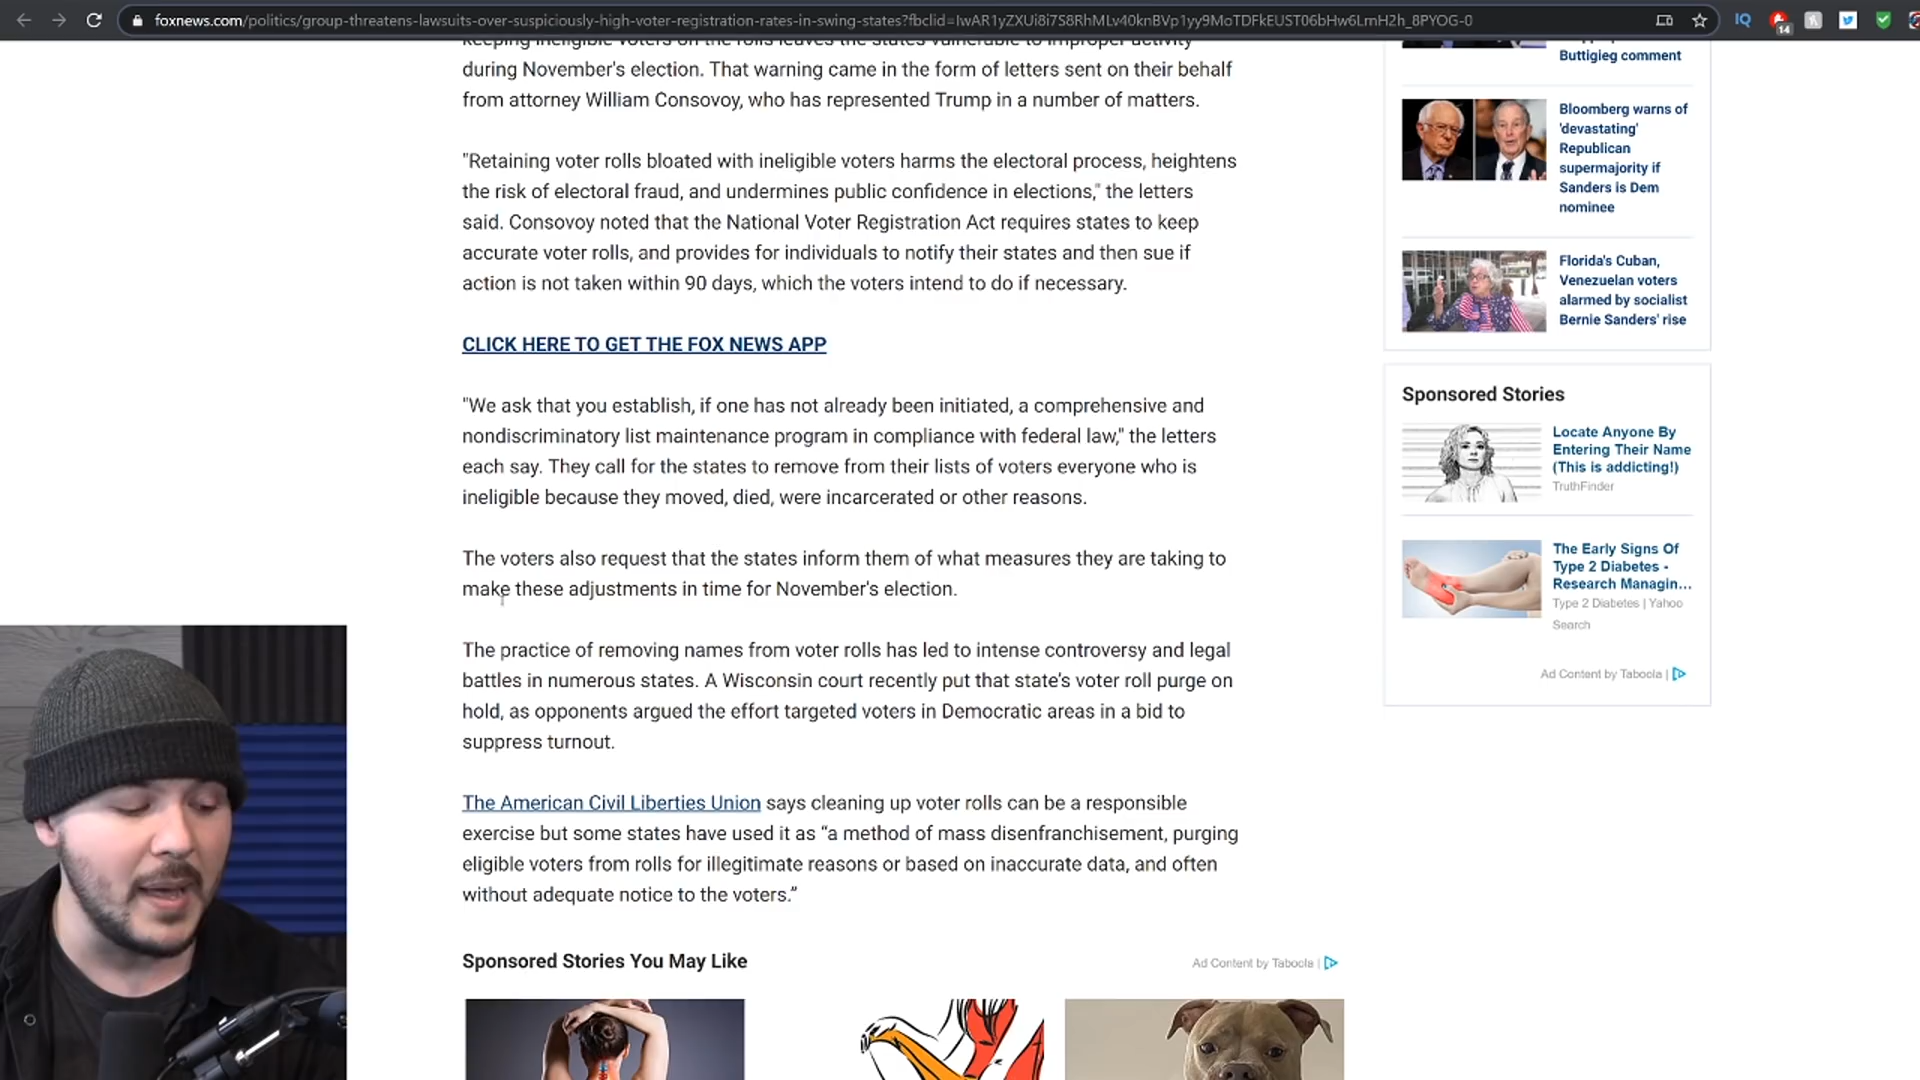 foxnews.com/politics/group-threatens-lawsuits-over-suspiciously-high-voter-registration-rates-in-swing-states?fbclid=IwAR1yZXUi8i7S8RhMLv40knBVp1yy9MoTDFkEUST06bHw6LmH2h_8PYOG-0
IQ
14
keeping ineligible voters on the rolls leaves the states vulnerable to improper activity
during November's election. That warning came in the form of letters sent on their behalf
from attorney William Consovoy, who has represented Trump in a number of matters.
"Retaining voter rolls bloated with ineligible voters harms the electoral process, heightens
the risk of electoral fraud, and undermines public confidence in elections," the letters
said. Consovoy noted that the National Voter Registration Act requires states to keep
accurate voter rolls, and provides for individuals to notify their states and then sue if
action is not taken within 90 days, which the voters intend to do if necessary.
CLICK HERE TO GET THE FOX NEWS APP
"We ask that you establish, if one has not already been initiated, a comprehensive and
nondiscriminatory list maintenance program in compliance with federal law," the letters
each say. They call for the states to remove from their lists of voters everyone who is
ineligible because they moved, died, were incarcerated or other reasons.
The voters also request that the states inform them of what measures they are taking to
make these adjustments in time for November's election.
The practice of removing names from voter rolls has led to intense controversy and legal
battles in numerous states. A Wisconsin court recently put that state's voter roll purge on
hold, as opponents argued the effort targeted voters in Democratic areas in a bid to
suppress turnout.
The American Civil Liberties Union says cleaning up voter rolls can be a responsible
exercise but some states have used it as “a method of mass disenfranchisement, purging
eligible voters from rolls for illegitimate reasons or based on inaccurate data, and often
without adequate notice to the voters.”
Sponsored Stories You May Like
Ad Content by Taboola |
Buttigieg comment
Bloomberg warns of
'devastating'
Republican
supermajority if
Sanders is Dem
nominee
Florida's Cuban,
Venezuelan voters
alarmed by socialist
Bernie Sanders' rise
Sponsored Stories
Locate Anyone By
Entering Their Name
(This is addicting!)
TruthFinder
The Early Signs Of
Type 2 Diabetes -
Research Managin...
Type 2 Diabetes | Yahoo
Search
Ad Content by Taboola |